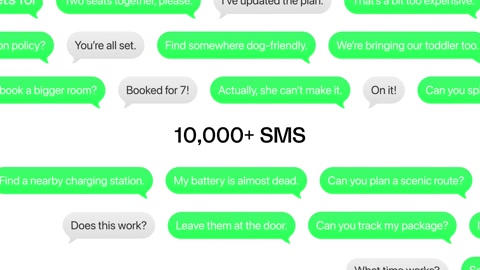 Two seats together, please. I've updated the plan. That's a bit too expensive.
on policy? You're all set. Find somewhere dog-friendly. We're bringing our toddler too.
book a bigger room? Booked for 7! Actually, she can't make it. On it! Can you sp
10,000+ SMS
Find a nearby charging station. My battery is almost dead. Can you plan a scenic route?
Does this work? Leave them at the door. Can you track my package?
What time works?